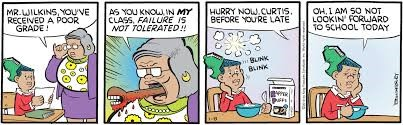 MR. WILKINS, YOU'VE
RECEIVED A POOR
GRADE!
AS YOU KNOW, IN MY
CLASS, FAILURE IS
NOT TOLERATED!!
HURRY NOW, CURTIS,
BEFORE YOU'RE LATE
...BLINK
BLINK
PUFFS
OH, I AM SO NOT
LOOKIN' FORWARD
TO SCHOOL TODAY